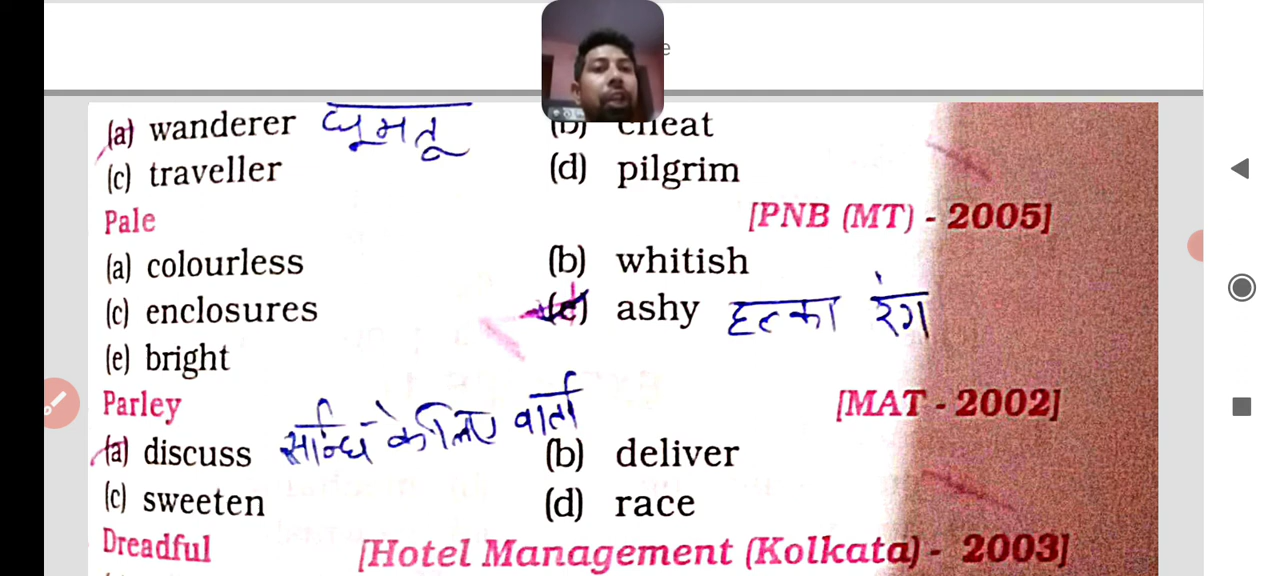 (a) wanderer घूमतू (b) cheat
(c) traveller (d) pilgrim
Pale [PNB (MT) - 2005]
(a) colourless (b) whitish
(c) enclosures ashy हल्का रंग
(e) bright
Parley [MAT - 2002]
(a) discuss सन्धि के लिए वार्ता (b) deliver
(c) sweeten (d) race
Dreadful [Hotel Management (Kolkata) - 2003]